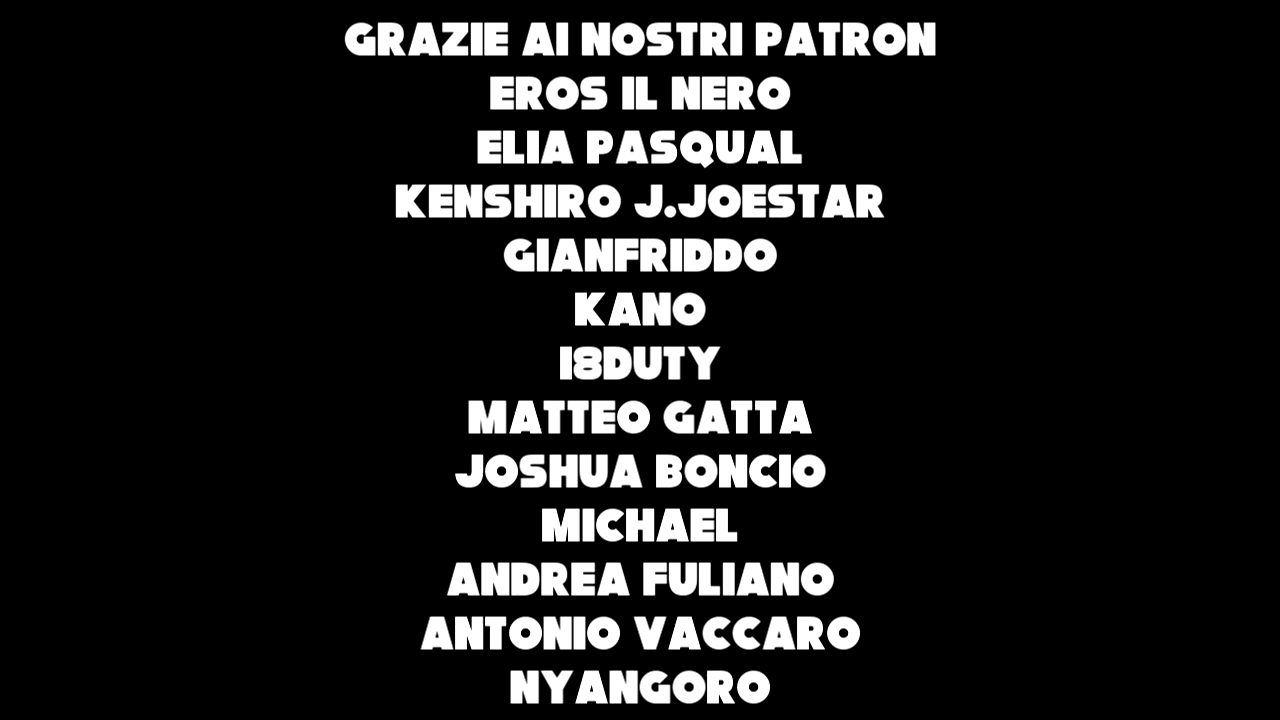 GRAZIE AI NOSTRI PATRON
EROS IL NERO
ELIA PASQUAL
KENSHIRO J.JOESTAR
GIANFRIDDO
KANO
18DUTY
MATTEO GATTA
JOSHUA BONCIO
MICHAEL
ANDREA FULIANO
ANTONIO VACCARO
NYANGORO